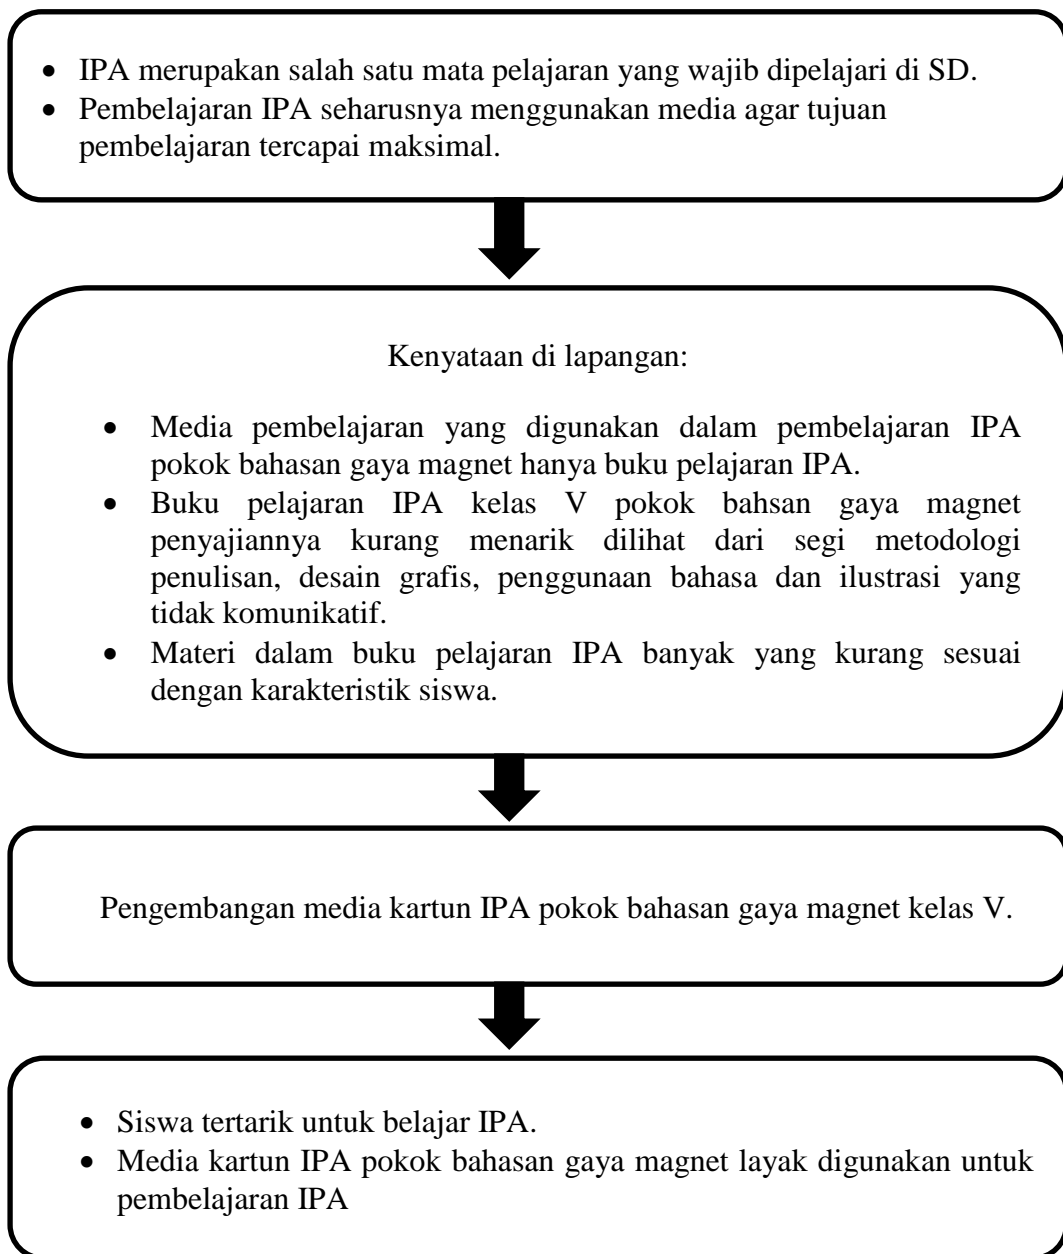 • IPA merupakan salah satu mata pelajaran yang wajib dipelajari di SD.
• Pembelajaran IPA seharusnya menggunakan media agar tujuan
pembelajaran tercapai maksimal.
Kenyataan di lapangan:
• Media pembelajaran yang digunakan dalam pembelajaran IPA
pokok bahasan gaya magnet hanya buku pelajaran IPA.
• Buku pelajaran IPA kelas V pokok bahsan gaya magnet
penyajiannya kurang menarik dilihat dari segi metodologi
penulisan, desain grafis, penggunaan bahasa dan ilustrasi yang
tidak komunikatif.
• Materi dalam buku pelajaran IPA banyak yang kurang sesuai
dengan karakteristik siswa.
Pengembangan media kartun IPA pokok bahasan gaya magnet kelas V.
• Siswa tertarik untuk belajar IPA.
• Media kartun IPA pokok bahasan gaya magnet layak digunakan untuk
pembelajaran IPA